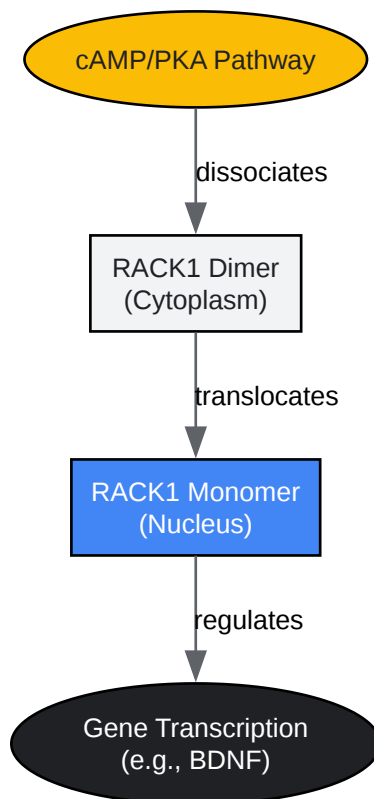 cAMP/PKA Pathway
dissociates
RACK1 Dimer
(Cytoplasm)
translocates
RACK1 Monomer
(Nucleus)
regulates
Gene Transcription
(e.g., BDNF)